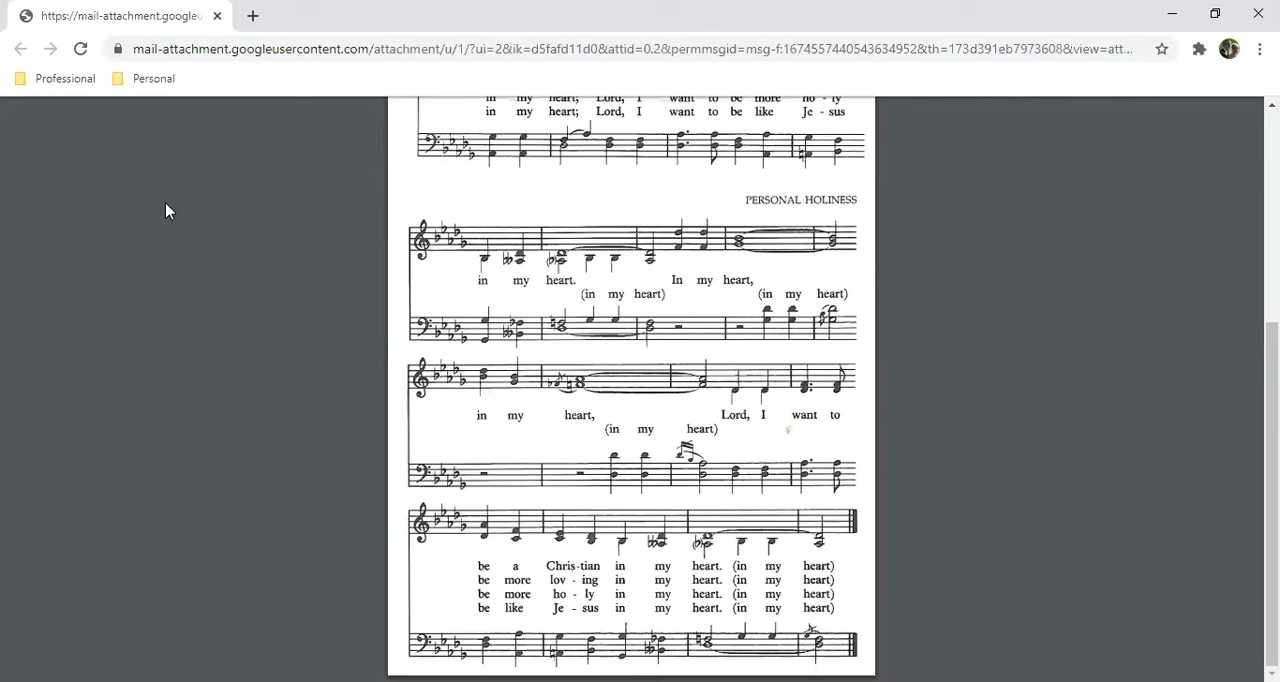 https://mail-attachment.googleu
mail-attachment.googleusercontent.com/attachment/u/1/?ui=2&ik=d5fafd11d0&attid=0.2&permmsgid=msg-f:1674557440543634952&th=173d391eb7973608&view=att...
Professional Personal
in my heart; Lord, I want to be more ho - ly
in my heart; Lord, I want to be like Je - sus
PERSONAL HOLINESS
in my heart. In my heart,
(in my heart) (in my heart)
in my heart, Lord, I want to
(in my heart)
be a Chris-tian in my heart. (in my heart)
be more lov - ing in my heart. (in my heart)
be more ho - ly in my heart. (in my heart)
be like Je - sus in my heart. (in my heart)